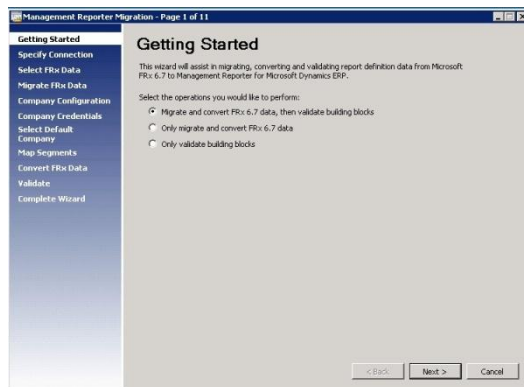 Management Reporter Migration - Page 1 of 11
Getting Started
Specify Connection
Select FRx Data
Migrate FRx Data
Company Configuration
Company Credentials
Select Default
Company
Map Segments
Convert FRx Data
Validate
Complete Wizard
Getting Started
This wizard will assist in migrating, converting and validating report definition data from Microsoft
FRx 6.7 to Management Reporter for Microsoft Dynamics ERP.
Select the operations you would like to perform:
Migrate and convert FRx 6.7 data, then validate building blocks
Only migrate and convert FRx 6.7 data
Only validate building blocks
< Back
Next >
Cancel